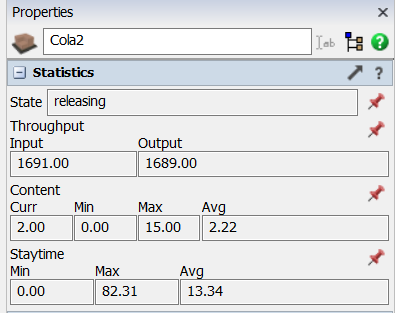 Properties
Cola2
ab
?
Statistics
?
State releasing
Throughput
Input Output
1691.00 1689.00
Content
Curr Min Max Avg
2.00 0.00 15.00 2.22
Staytime
Min Max Avg
0.00 82.31 13.34